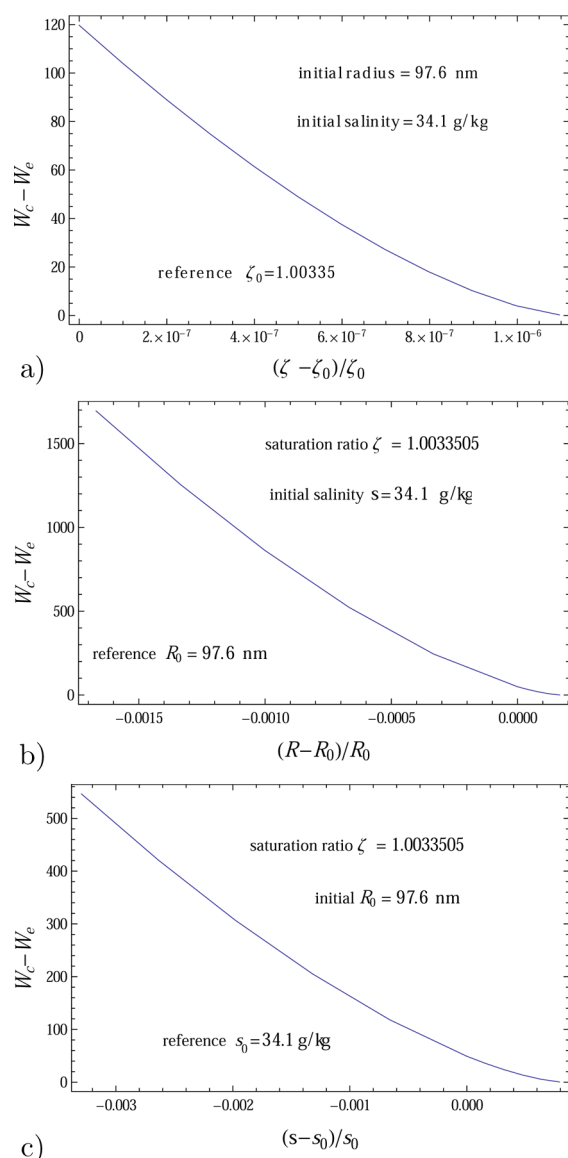 120
initial radius = 97.6 nm
100
initial salinity = 34.1 g/kg
80
W_c − W_e
60
40
reference ζ_0 = 1.00335
20
0
0 2.×10^−7 4.×10^−7 6.×10^−7 8.×10^−7 1.×10^−6
a) (ζ − ζ_0)/ζ_0
1500
saturation ratio ζ = 1.0033505
initial salinity s = 34.1 g/kg
1000
W_c − W_e
500
reference R_0 = 97.6 nm
0
−0.0015 −0.0010 −0.0005 0.0000
b) (R−R_0)/R_0
500
saturation ratio ζ = 1.0033505
400
initial R_0 = 97.6 nm
300
W_c − W_e
200
100
reference s_0 = 34.1 g/kg
0
−0.003 −0.002 −0.001 0.000
c) (s−s_0)/s_0